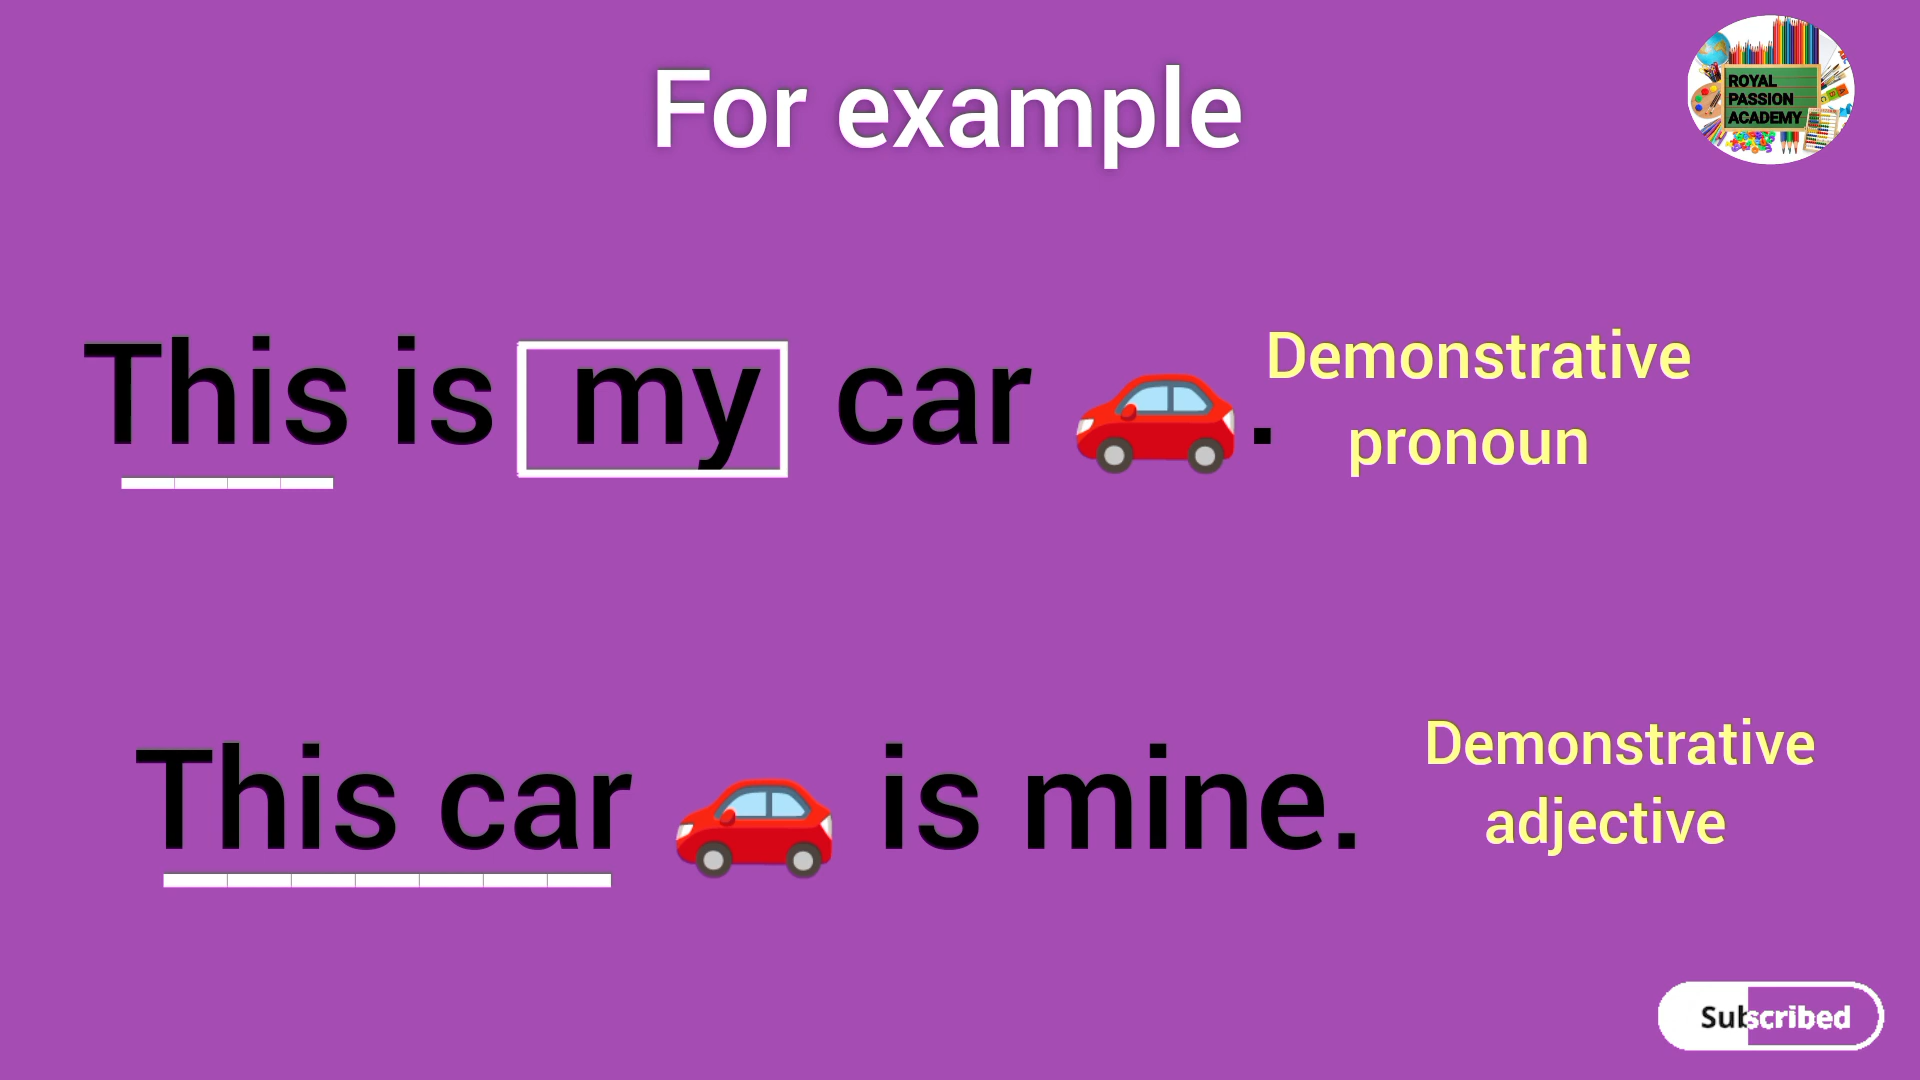 For example
ROYAL
PASSION
ACADEMY
This is my car 🚗. Demonstrative
pronoun
This car 🚗 is mine. Demonstrative
adjective
Subscribed